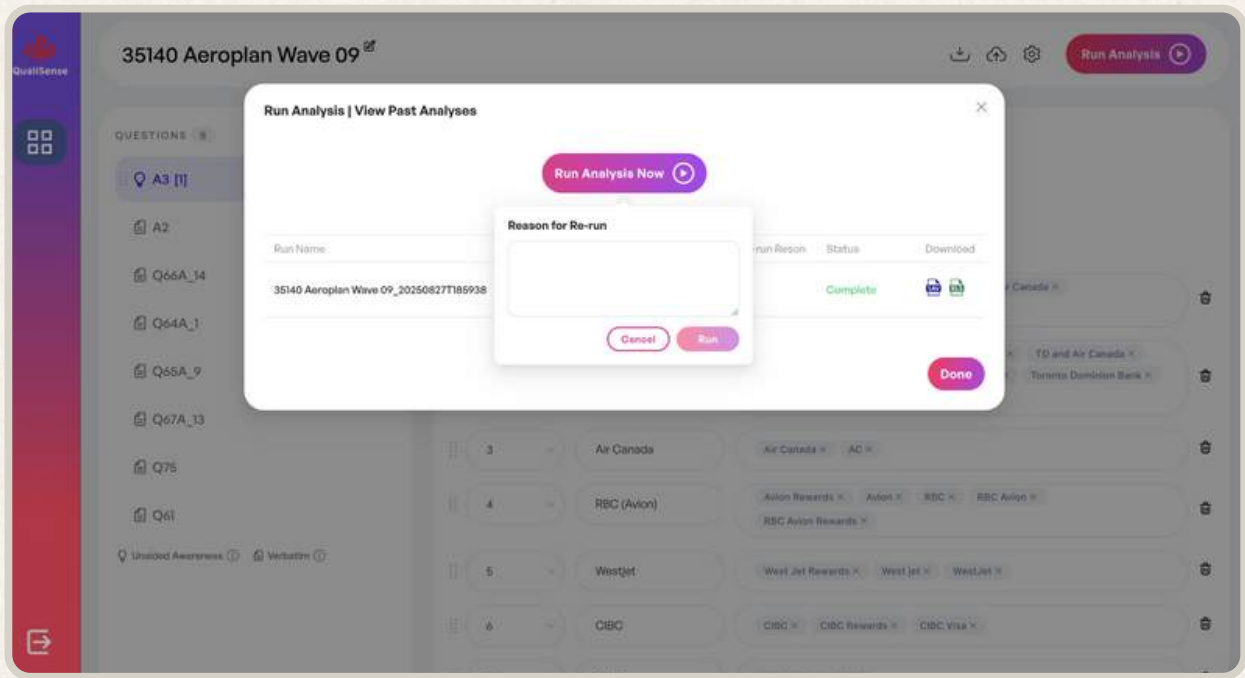 QualiSense
35140 Aeroplan Wave 09
Run Analysis
Run Analysis | View Past Analyses
QUESTIONS 8
A3 [1]
A2
Q66A_14
Q64A_1
Q65A_9
Q67A_13
Q75
Q61
Unaided Awareness
Verbatim
Run Analysis Now
Reason for Re-run
Cancel
Run
Run Name
-run Reson
Status
Download
35140 Aeroplan Wave 09_20250827T185938
Complete
Done
Canada ×
TD and Air Canada ×
Toronto Dominion Bank ×
3
Air Canada
Air Canada × AC ×
4
RBC (Avion)
Avion Rewards × Avion × RBC × RBC Avion ×
RBC Avion Rewards ×
5
Westjet
West Jet Rewards × West jet × WestJet ×
6
CIBC
CIBC × CIBC Rewards × CIBC Visa ×